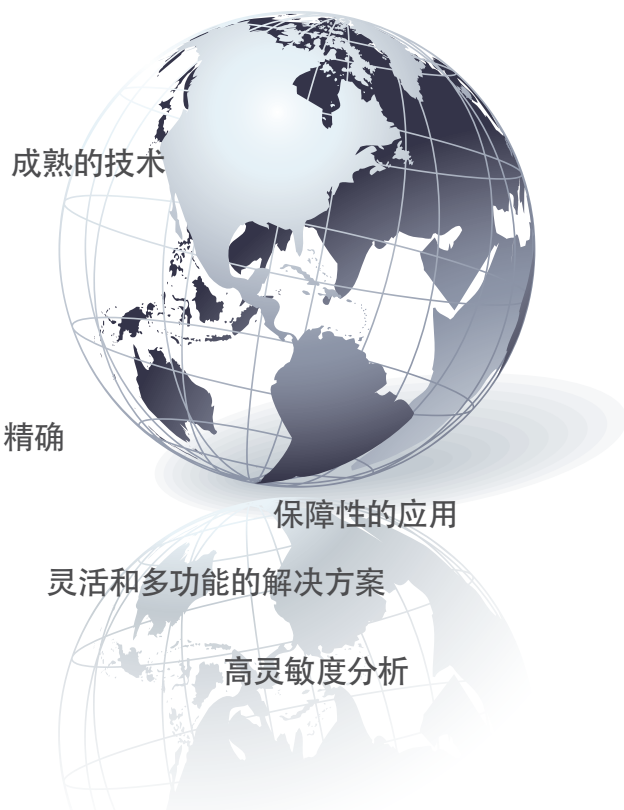 成熟的技术
精确
保障性的应用
灵活和多功能的解决方案
高灵敏度分析